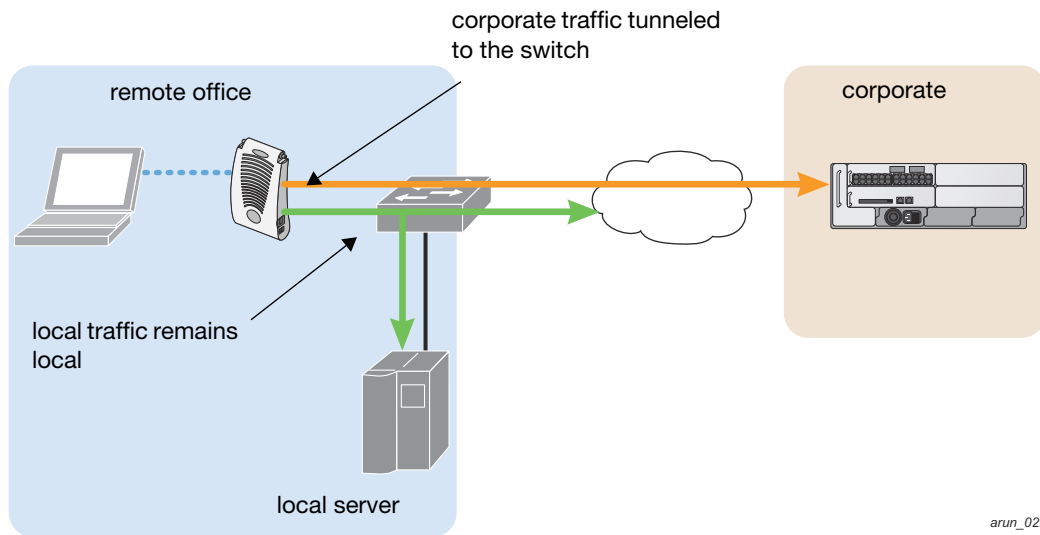 corporate traffic tunneled
to the switch
remote office
corporate
local traffic remains
local
local server
arun_02